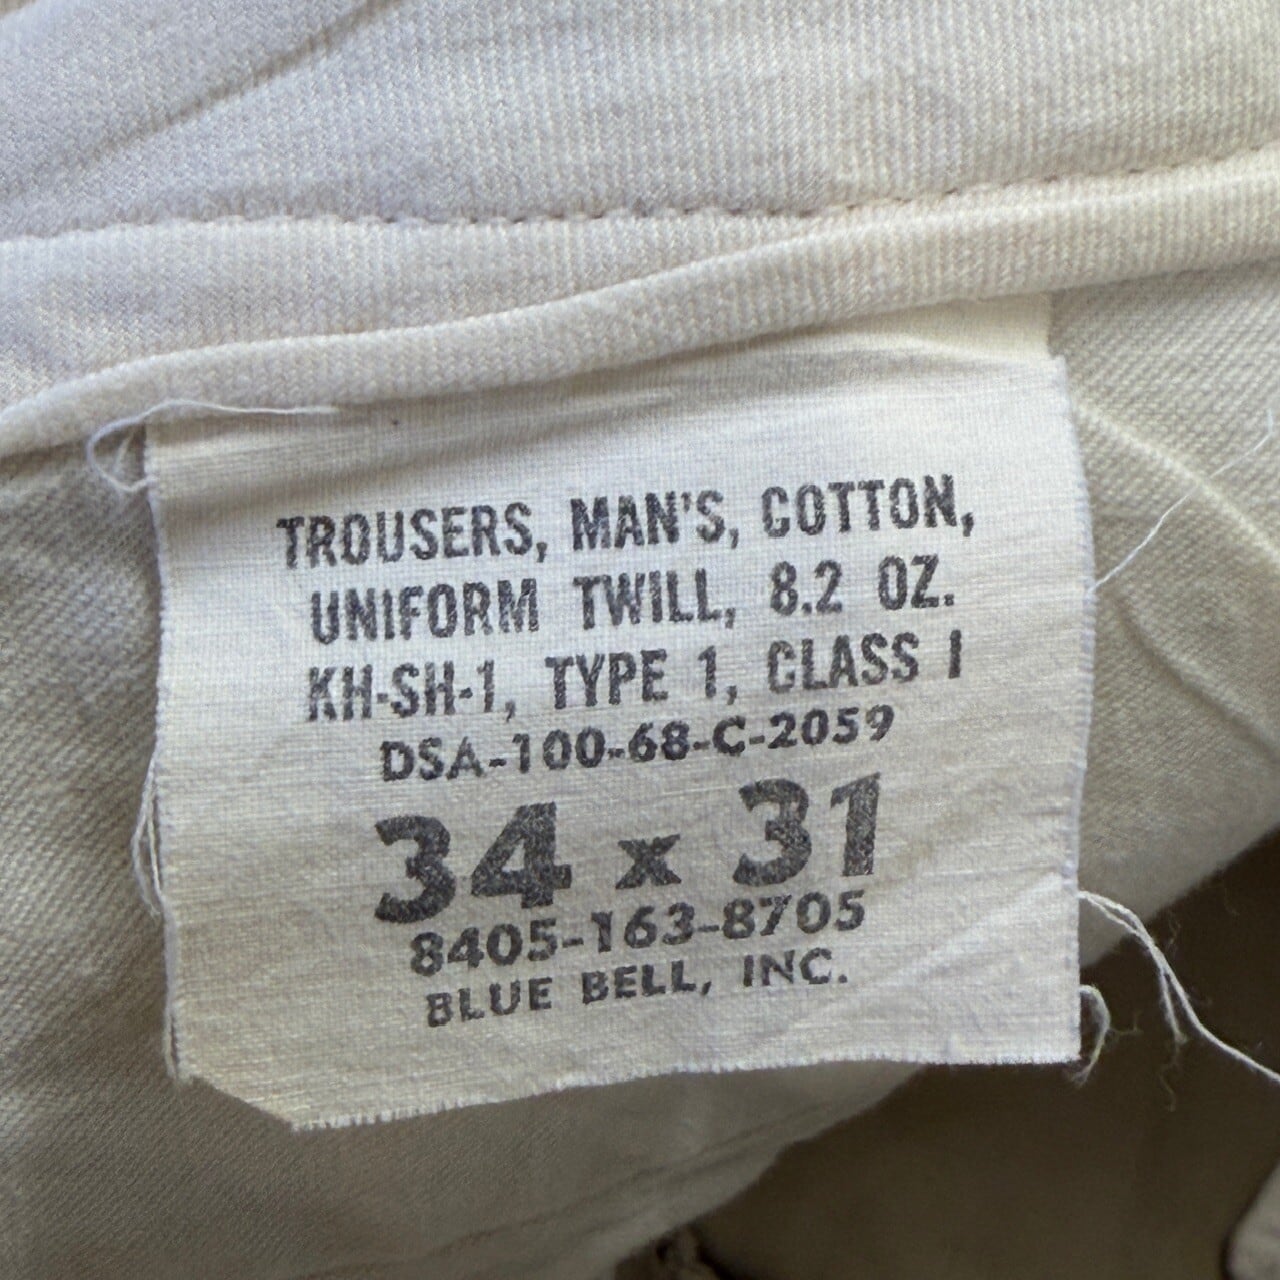 TROUSERS, MAN'S, COTTON,
UNIFORM TWILL, 8.2 OZ.
KH-SH-1, TYPE 1, CLASS I
DSA-100-68-C-2059
34 x 31
8405-163-8705
BLUE BELL, INC.